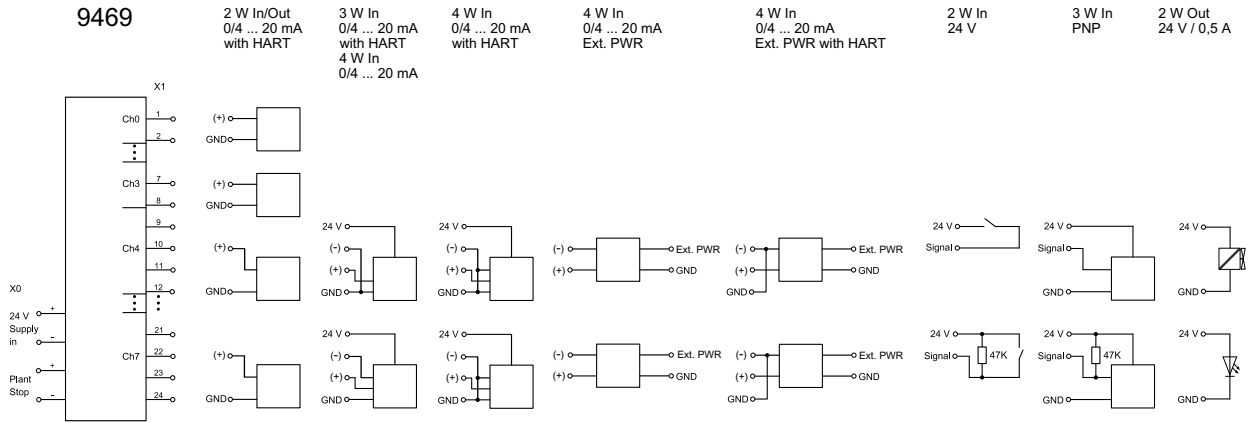 9469
2 W In/Out
0/4 ... 20 mA
with HART
3 W In
0/4 ... 20 mA
with HART
4 W In
0/4 ... 20 mA
4 W In
0/4 ... 20 mA
with HART
4 W In
0/4 ... 20 mA
Ext. PWR
4 W In
0/4 ... 20 mA
Ext. PWR with HART
2 W In
24 V
3 W In
PNP
2 W Out
24 V / 0,5 A
X1
Ch0 1
2
Ch3 7
8
9
Ch4 10
11
12
21
Ch7 22
23
24
X0
24 V +
Supply
in -
+
Plant
Stop -
(+)
GND
(+)
GND
(+)
GND
(+)
GND
24 V
(-)
(+)
GND
24 V
(-)
(+)
GND
24 V
(-)
(+)
GND
24 V
(-)
(+)
GND
(-) Ext. PWR
(+) GND
(-) Ext. PWR
(+) GND
(-) Ext. PWR
(+) GND
GND
(-) Ext. PWR
(+) GND
GND
24 V
Signal
24 V
Signal 47K
24 V
Signal
GND
24 V
Signal 47K
GND
24 V
GND
24 V
GND